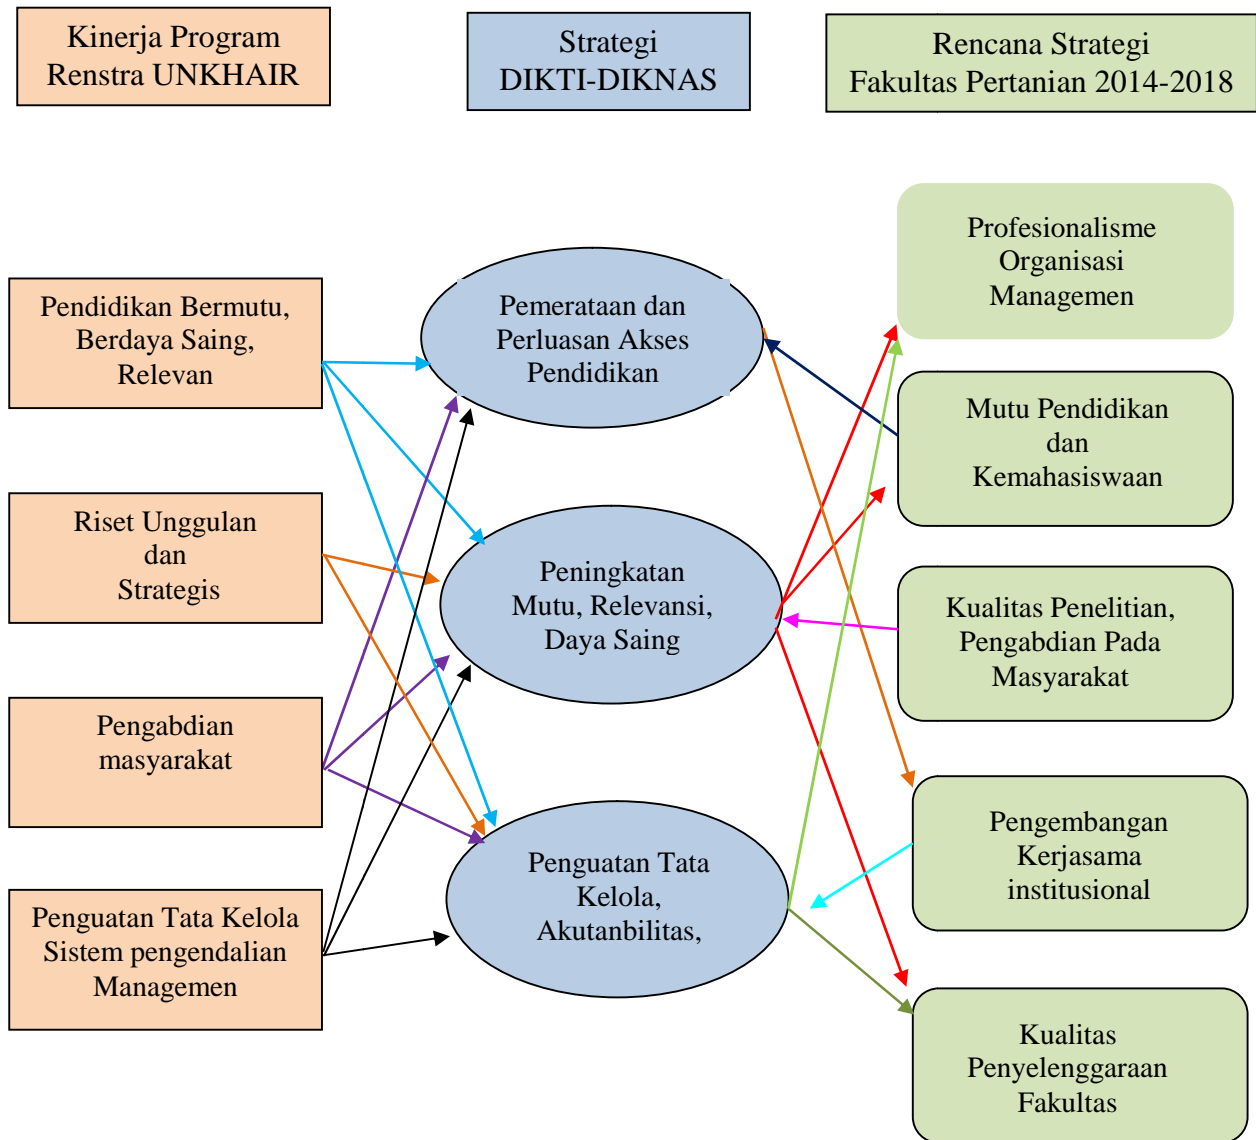 Kinerja Program
Renstra UNKHAIR
Strategi
DIKTI-DIKNAS
Rencana Strategi
Fakultas Pertanian 2014-2018
Pendidikan Bermutu,
Berdaya Saing,
Relevan
Riset Unggulan
dan
Strategis
Pengabdian
masyarakat
Penguatan Tata Kelola
Sistem pengendalian
Managemen
Pemerataan dan
Perluasan Akses
Pendidikan
Peningkatan
Mutu, Relevansi,
Daya Saing
Penguatan Tata
Kelola,
Akutanbilitas,
Profesionalisme
Organisasi
Managemen
Mutu Pendidikan
dan
Kemahasiswaan
Kualitas Penelitian,
Pengabdian Pada
Masyarakat
Pengembangan
Kerjasama
institusional
Kualitas
Penyelenggaraan
Fakultas